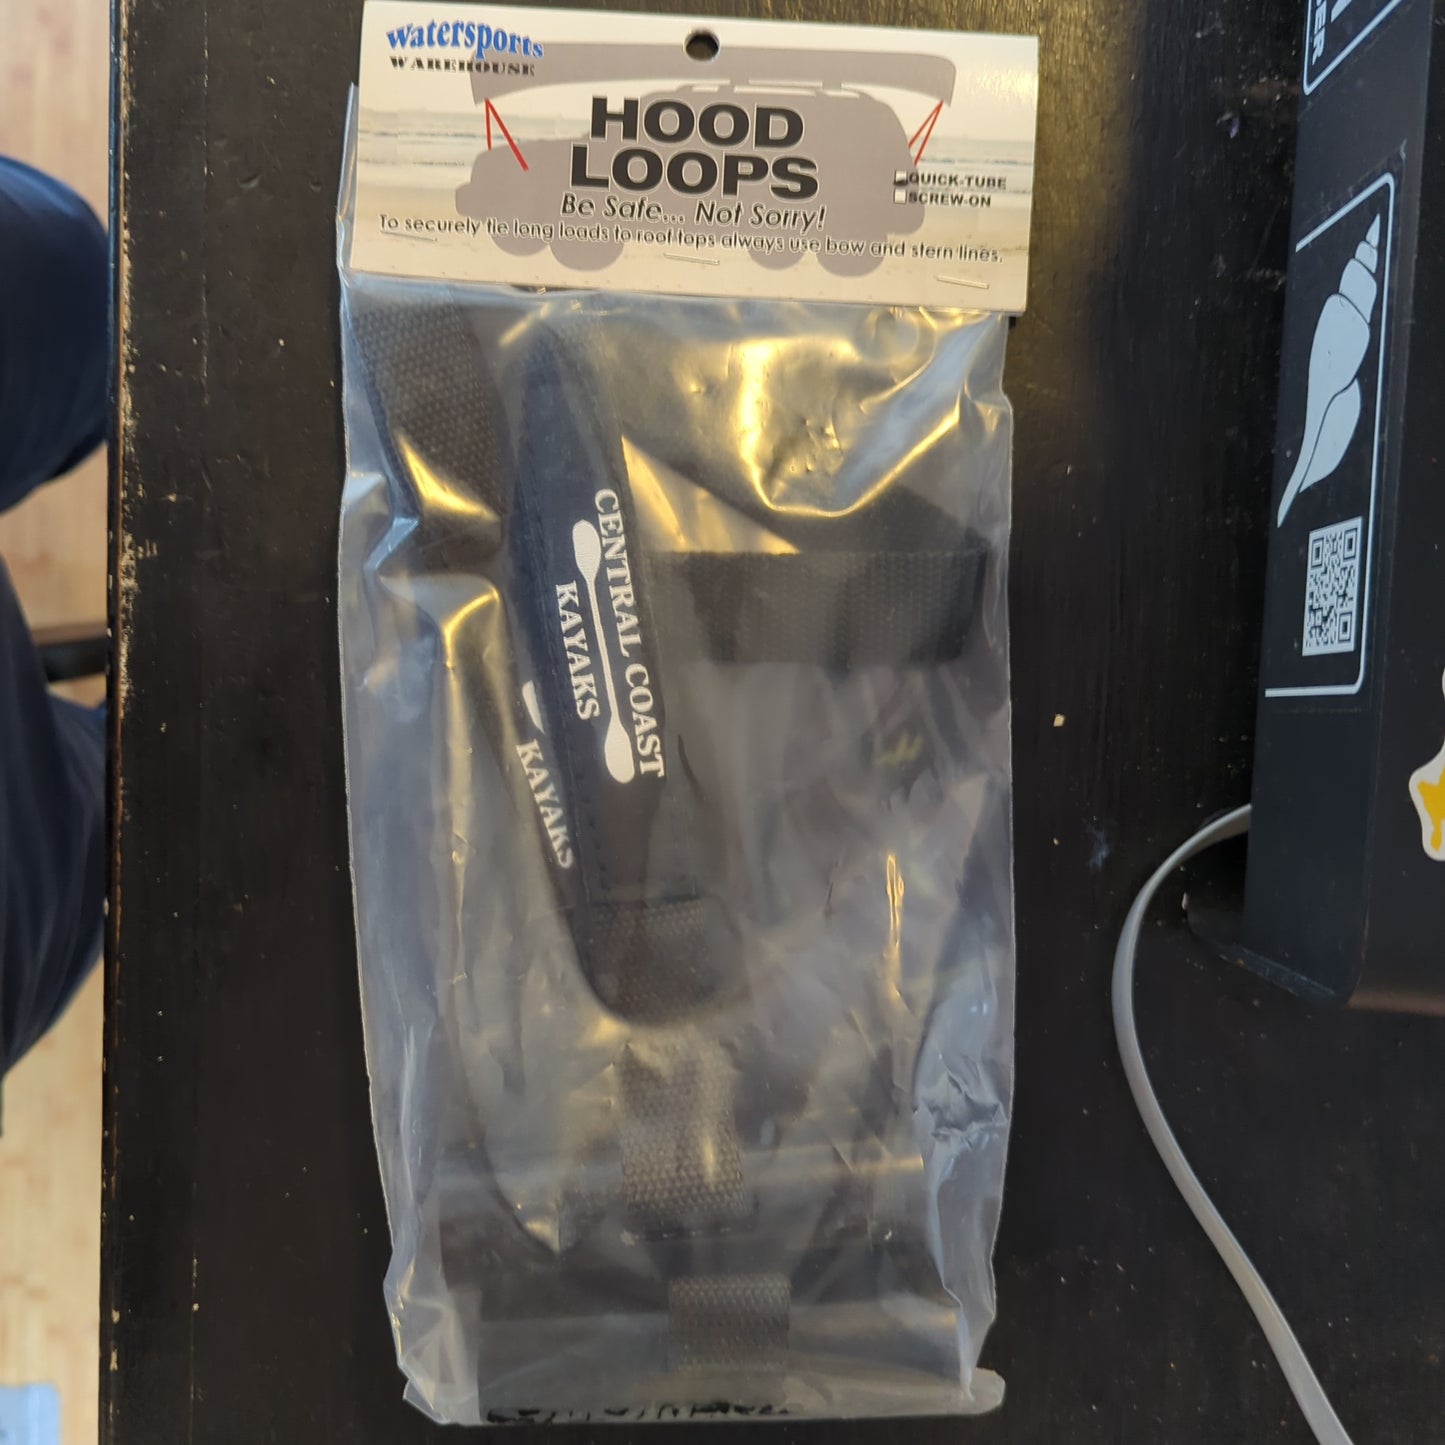 Watersports
WAREHOUSE
HOOD
LOOPS
QUICK-TUBE
SCREW-ON
Be Safe... Not Sorry!
To securely tie long loads to roof tops always use bow and stern lines.
CENTRAL COAST
KAYAKS
KAYAKS